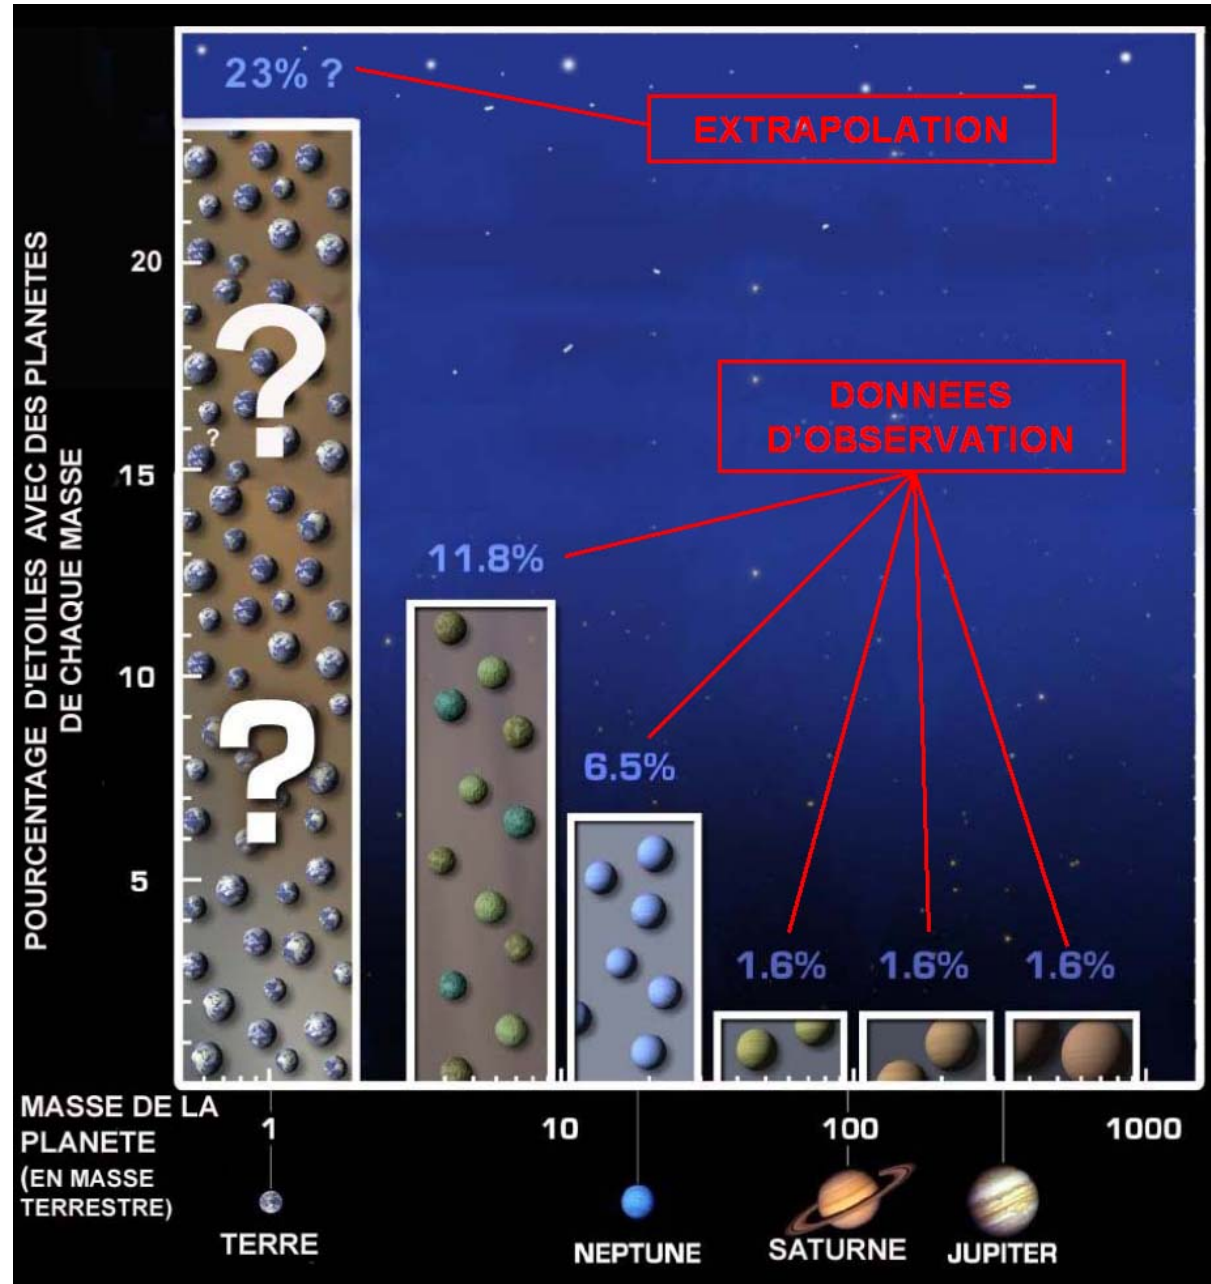 23% ?
EXTRAPOLATION
POURCENTAGE D'ETOILES AVEC DES PLANETES
DE CHAQUE MASSE
20
15
10
5
?
?
?
DONNEES
D'OBSERVATION
11.8%
6.5%
1.6%
1.6%
1.6%
MASSE DE LA
PLANETE
(EN MASSE
TERRESTRE)
1
10
100
1000
TERRE
NEPTUNE
SATURNE
JUPITER